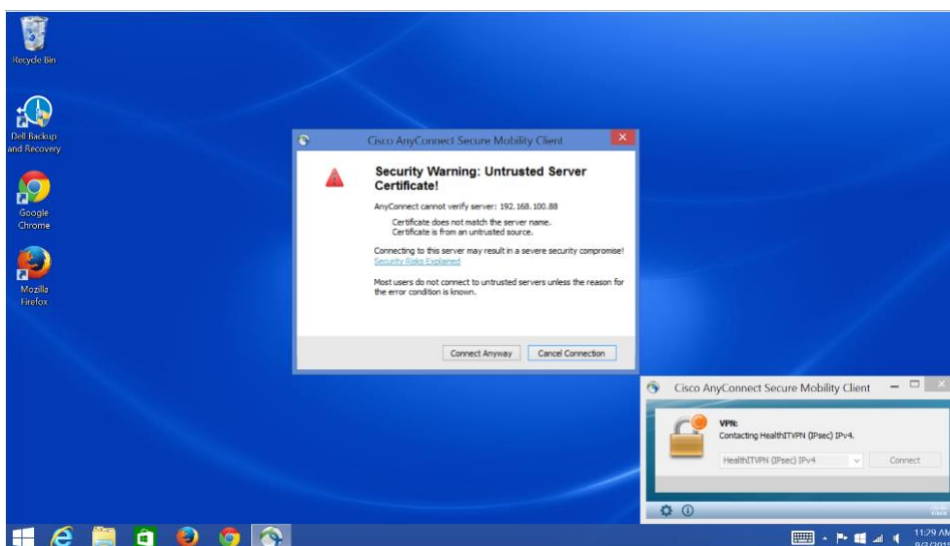 Recycle Bin
Dell Backup
and Recovery
Google
Chrome
Mozilla
Firefox
Cisco AnyConnect Secure Mobility Client
Security Warning: Untrusted Server
Certificate!
AnyConnect cannot verify server: 192.168.100.88
Certificate does not match the server name.
Certificate is from an untrusted source.
Connecting to this server may result in a severe security compromise!
Security Risks Explained
Most users do not connect to untrusted servers unless the reason for
the error condition is known.
Connect Anyway
Cancel Connection
Cisco AnyConnect Secure Mobility Client
VPN:
Contacting HealthITVPN (IPsec) IPv4.
HealthITVPN (IPsec) IPv4
Connect
11:29 AM